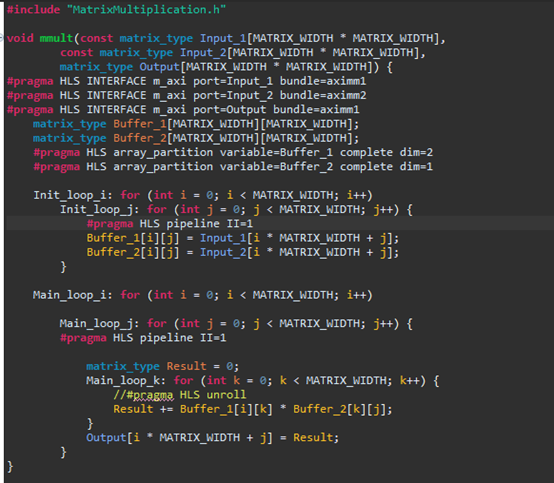 #include "MatrixMultiplication.h"

void mmult(const matrix_type Input_1[MATRIX_WIDTH * MATRIX_WIDTH],
        const matrix_type Input_2[MATRIX_WIDTH * MATRIX_WIDTH],
        matrix_type Output[MATRIX_WIDTH * MATRIX_WIDTH]) {
#pragma HLS INTERFACE m_axi port=Input_1 bundle=aximm1
#pragma HLS INTERFACE m_axi port=Input_2 bundle=aximm2
#pragma HLS INTERFACE m_axi port=Output bundle=aximm1
    matrix_type Buffer_1[MATRIX_WIDTH][MATRIX_WIDTH];
    matrix_type Buffer_2[MATRIX_WIDTH][MATRIX_WIDTH];
    #pragma HLS array_partition variable=Buffer_1 complete dim=2
    #pragma HLS array_partition variable=Buffer_2 complete dim=1

    Init_loop_i: for (int i = 0; i < MATRIX_WIDTH; i++)
        Init_loop_j: for (int j = 0; j < MATRIX_WIDTH; j++) {
            #pragma HLS pipeline II=1
            Buffer_1[i][j] = Input_1[i * MATRIX_WIDTH + j];
            Buffer_2[i][j] = Input_2[i * MATRIX_WIDTH + j];
        }

    Main_loop_i: for (int i = 0; i < MATRIX_WIDTH; i++)

        Main_loop_j: for (int j = 0; j < MATRIX_WIDTH; j++) {
        #pragma HLS pipeline II=1

            matrix_type Result = 0;
            Main_loop_k: for (int k = 0; k < MATRIX_WIDTH; k++) {
                //#pragma HLS unroll
                Result += Buffer_1[i][k] * Buffer_2[k][j];
            }
            Output[i * MATRIX_WIDTH + j] = Result;
        }
}